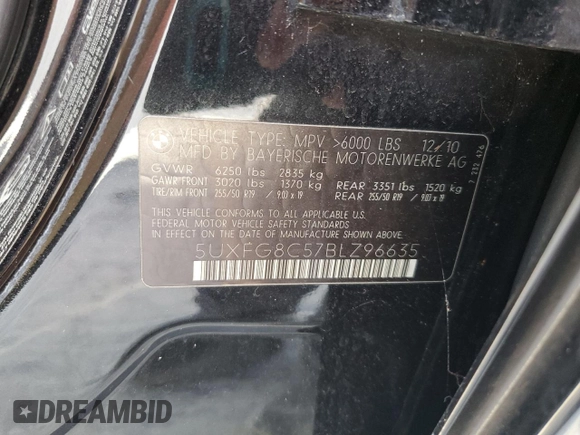 VEHICLE TYPE: MPV >6000 LBS 12/10
MFD BY BAYERISCHE MOTORENWERKE AG
GVWR 6250 lbs 2835 kg
GAWR FRONT 3020 lbs 1370 kg REAR 3351 lbs 1520 kg
TIRE/RIM FRONT 255/50 R19 / 9.0J x 19 REAR 255/50 R19 / 9.0J x 19
THIS VEHICLE CONFORMS TO ALL APPLICABLE
FEDERAL MOTOR VEHICLE SAFETY STANDARDS
IN EFFECT ON THE DATE OF MANUFACTURE SHOWN ABOVE
5UXFG8C57BLZ96635
DREAMBID